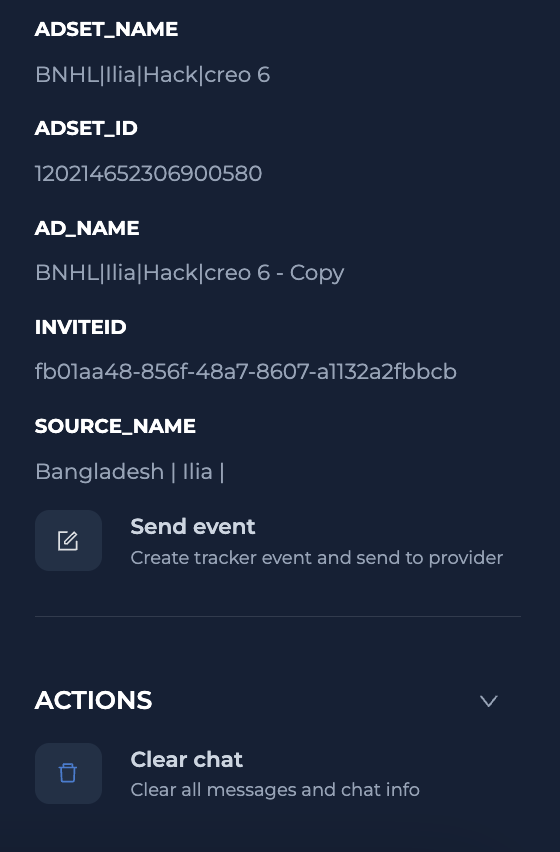 ADSET_NAME
BNHL|Ilia|Hack|creo 6
ADSET_ID
120214652306900580
AD_NAME
BNHL|Ilia|Hack|creo 6 - Copy
INVITEID
fb01aa48-856f-48a7-8607-a1132a2fbbcb
SOURCE_NAME
Bangladesh | Ilia |
Send event
Create tracker event and send to provider
ACTIONS
Clear chat
Clear all messages and chat info